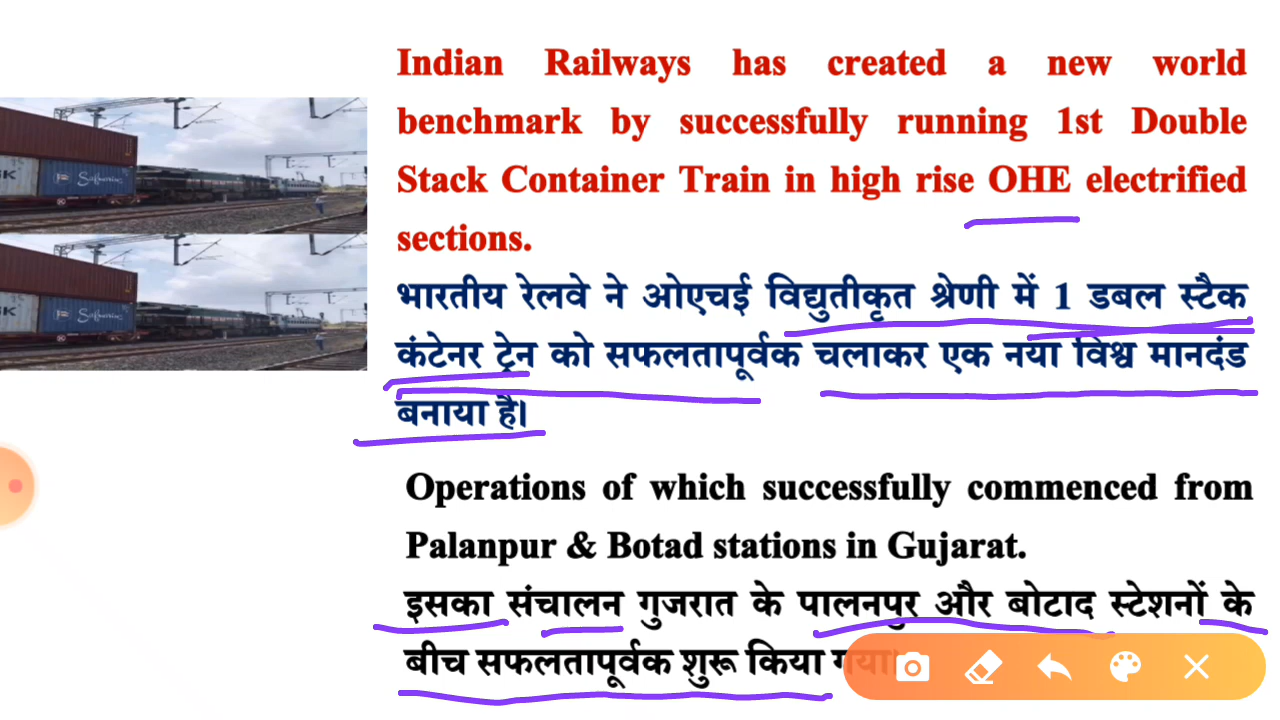 Indian Railways has created a new world
benchmark by successfully running 1st Double
Stack Container Train in high rise OHE electrified
sections.
भारतीय रेलवे ने ओएचई विद्युतीकृत श्रेणी में 1 डबल स्टैक
कंटेनर ट्रेन को सफलतापूर्वक चलाकर एक नया विश्व मानदंड
बनाया है।
Operations of which successfully commenced from
Palanpur & Botad stations in Gujarat.
इसका संचालन गुजरात के पालनपुर और बोटाद स्टेशनों के
बीच सफलतापूर्वक शुरू किया गया।